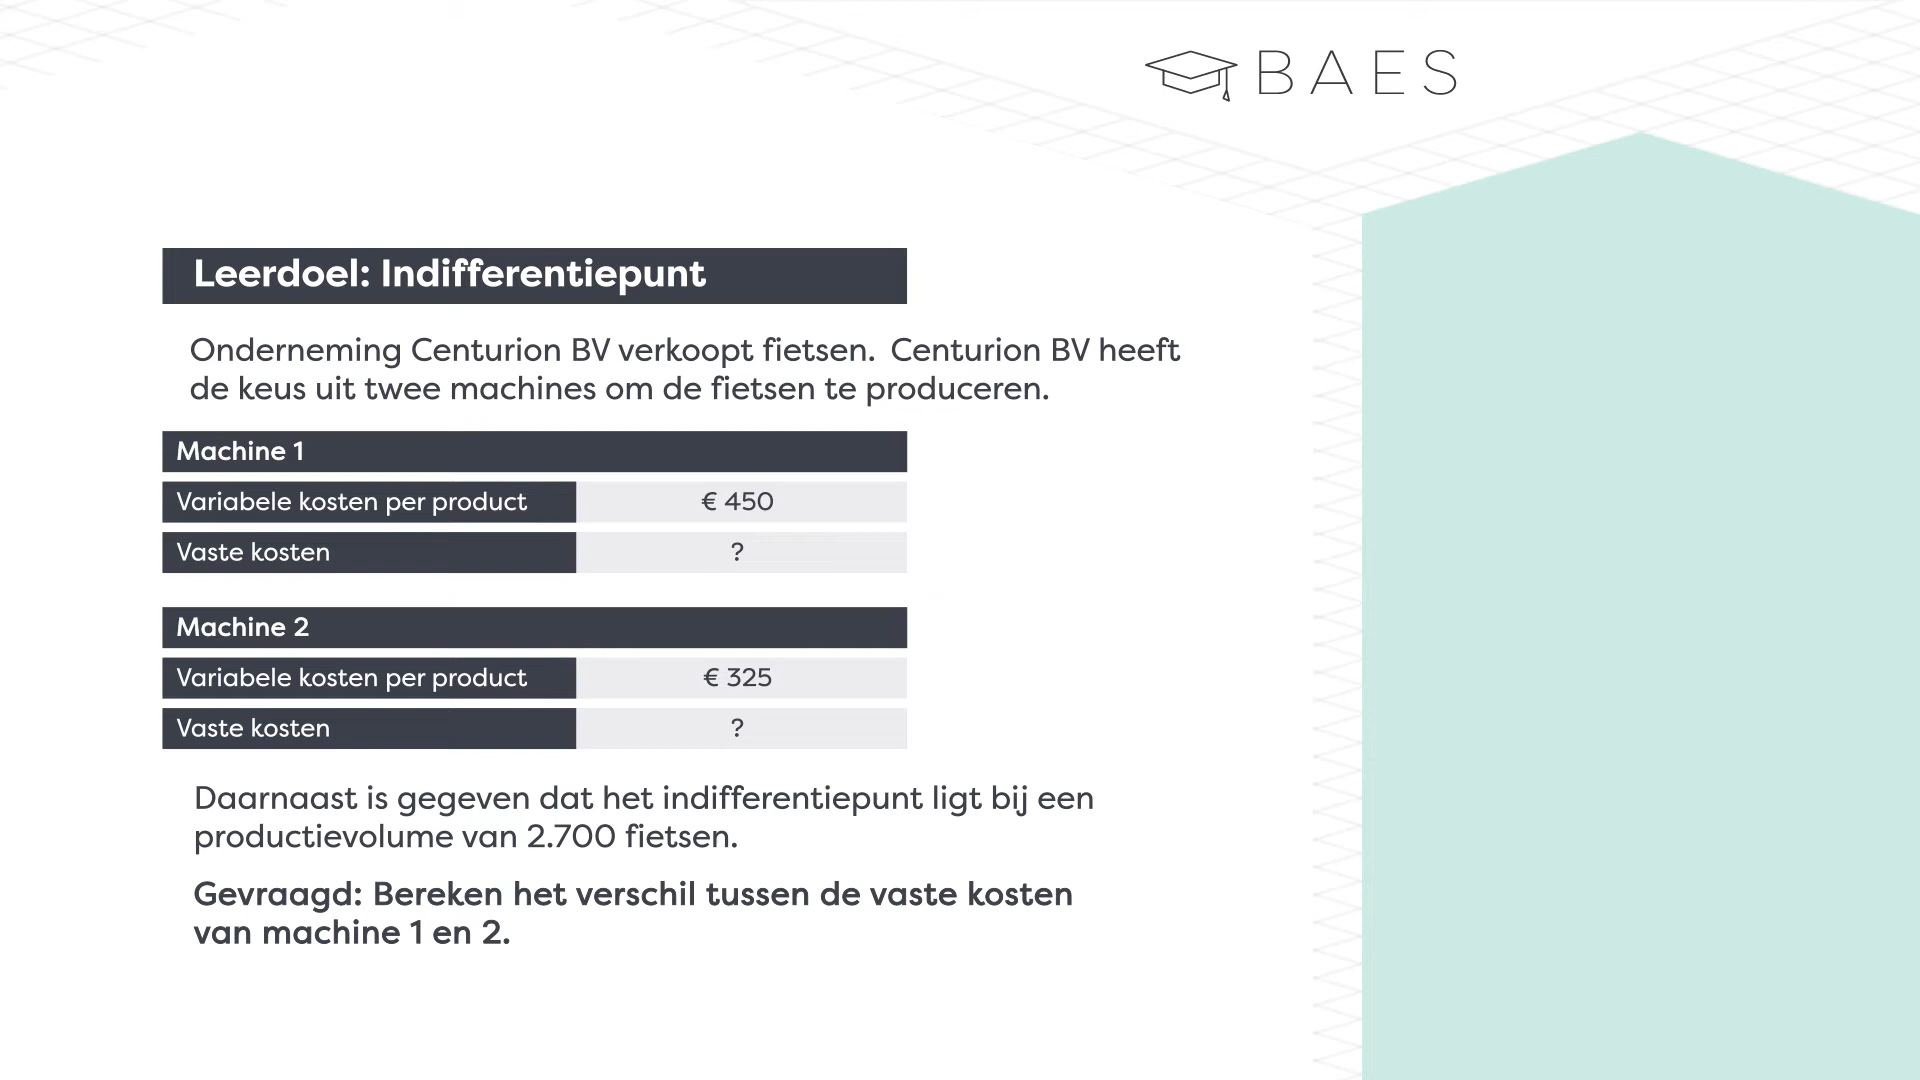 BAES
Leerdoel: Indifferentiepunt
Onderneming Centurion BV verkoopt fietsen. Centurion BV heeft
de keus uit twee machines om de fietsen te produceren.
Machine 1
Variabele kosten per product € 450
Vaste kosten ?
Machine 2
Variabele kosten per product € 325
Vaste kosten ?
Daarnaast is gegeven dat het indifferentiepunt ligt bij een
productievolume van 2.700 fietsen.
Gevraagd: Bereken het verschil tussen de vaste kosten
van machine 1 en 2.